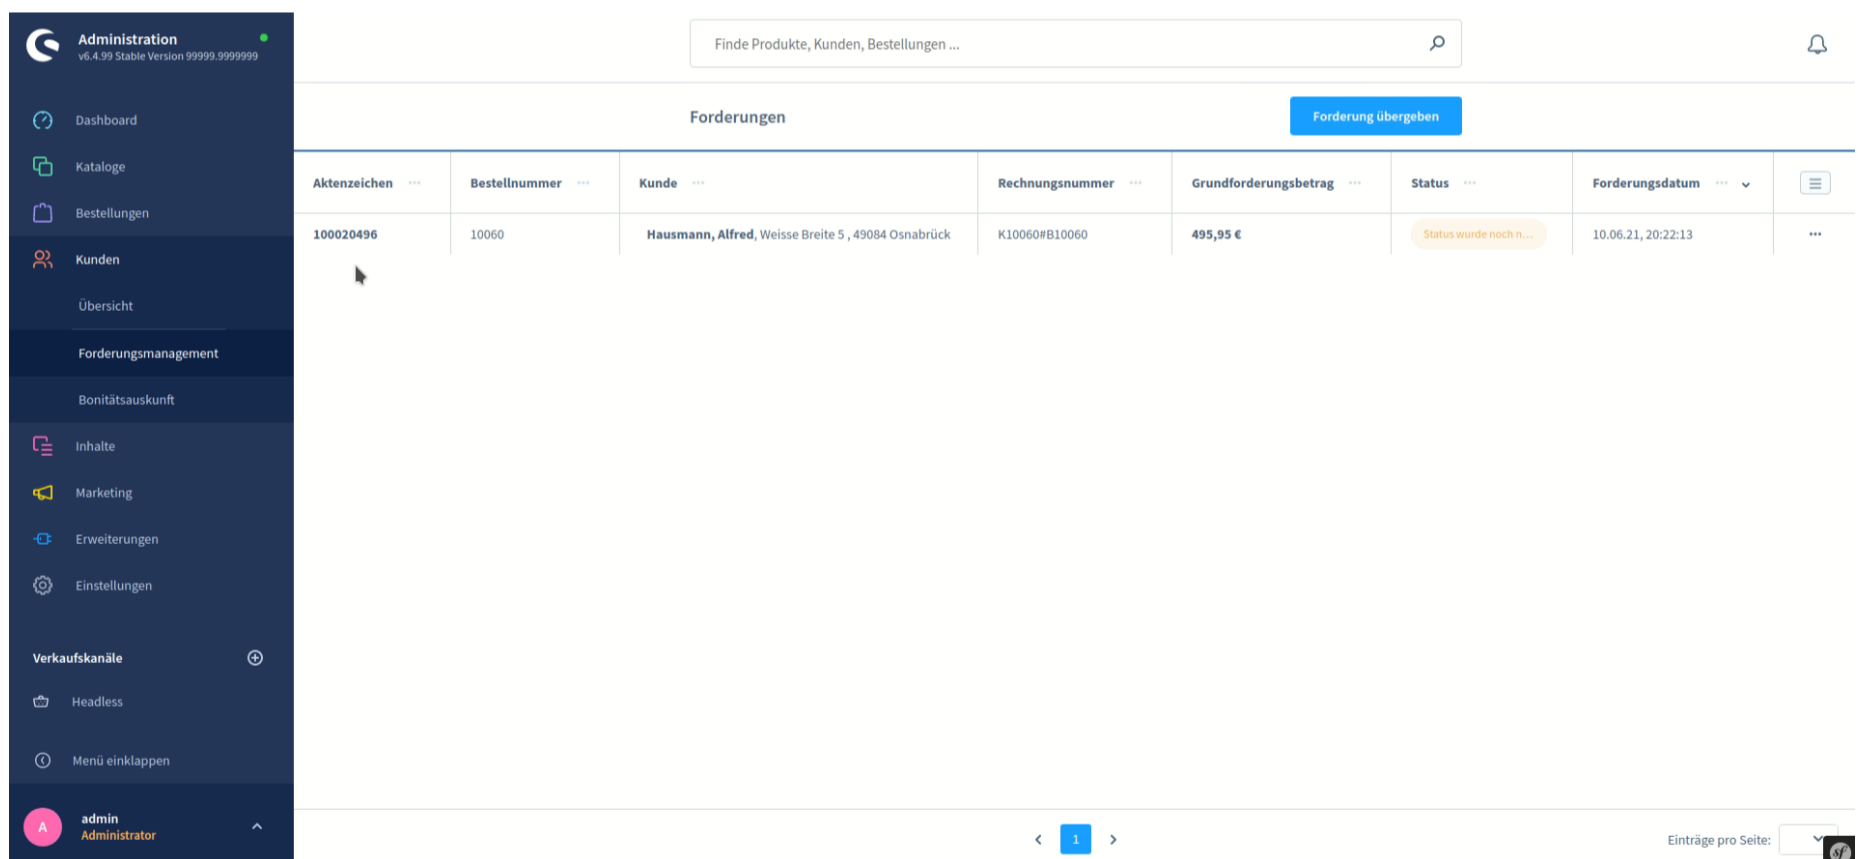 Administration
v6.4.99 Stable Version 99999.9999999
Finde Produkte, Kunden, Bestellungen ...
Dashboard
Kataloge
Bestellungen
Kunden
Übersicht
Forderungsmanagement
Bonitätsauskunft
Inhalte
Marketing
Erweiterungen
Einstellungen
Verkaufskanäle
Headless
Menü einklappen
A
admin
Administrator
Forderungen
Forderung übergeben
Aktenzeichen ... Bestellnummer ... Kunde ... Rechnungsnummer ... Grundforderungsbetrag ... Status ... Forderungsdatum ...
100020496 10060 Hausmann, Alfred, Weisse Breite 5 , 49084 Osnabrück K10060#B10060 495,95 € Status wurde noch n... 10.06.21, 20:22:13 ...
1
Einträge pro Seite:
sf